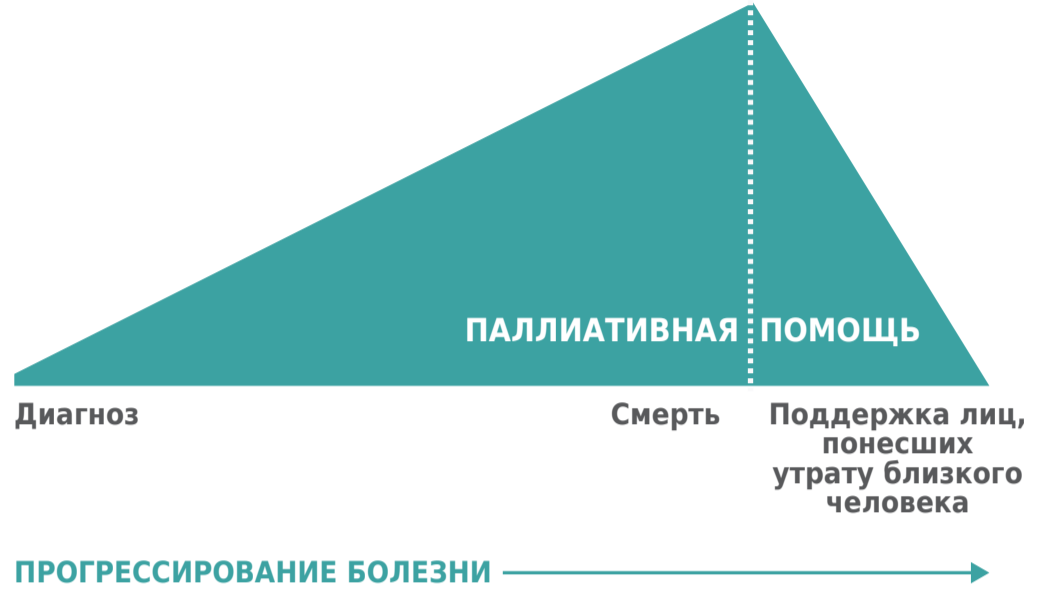 ПАЛЛИАТИВНАЯ ПОМОЩЬ
Диагноз
Смерть
Поддержка лиц,
понесших
утрату близкого
человека
ПРОГРЕССИРОВАНИЕ БОЛЕЗНИ